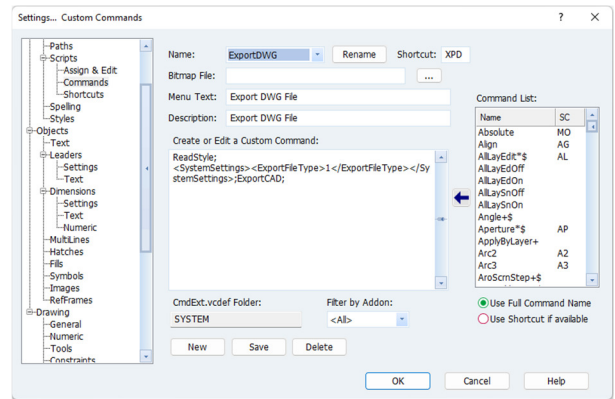 Settings... Custom Commands
?
×
Paths
Scripts
Assign & Edit
Commands
Shortcuts
Spelling
Styles
Objects
Text
Leaders
Settings
Text
Dimensions
Settings
Text
Numeric
MultiLines
Hatches
Fills
Symbols
Images
RefFrames
Drawing
General
Numeric
Tools
Constraints
Name: ExportDWG Rename Shortcut: XPD
Bitmap File: ...
Menu Text: Export DWG File
Description: Export DWG File
Create or Edit a Custom Command:
ReadStyle;
<SystemSettings><ExportFileType>1</ExportFileType></Sy
stemSettings>;ExportCAD;
CmdExt.vcdef Folder: Filter by Addon:
SYSTEM <All>
New Save Delete
Command List:
Name SC
Absolute MO
Align AG
AllLayEdit*$ AL
AllLayEdOff
AllLayEdOn
AllLaySnOff
AllLaySnOn
Angle+$
Aperture*$ AP
ApplyByLayer+
Arc2 A2
Arc3 A3
AroScrnStep+$
Use Full Command Name
Use Shortcut if available
OK Cancel Help